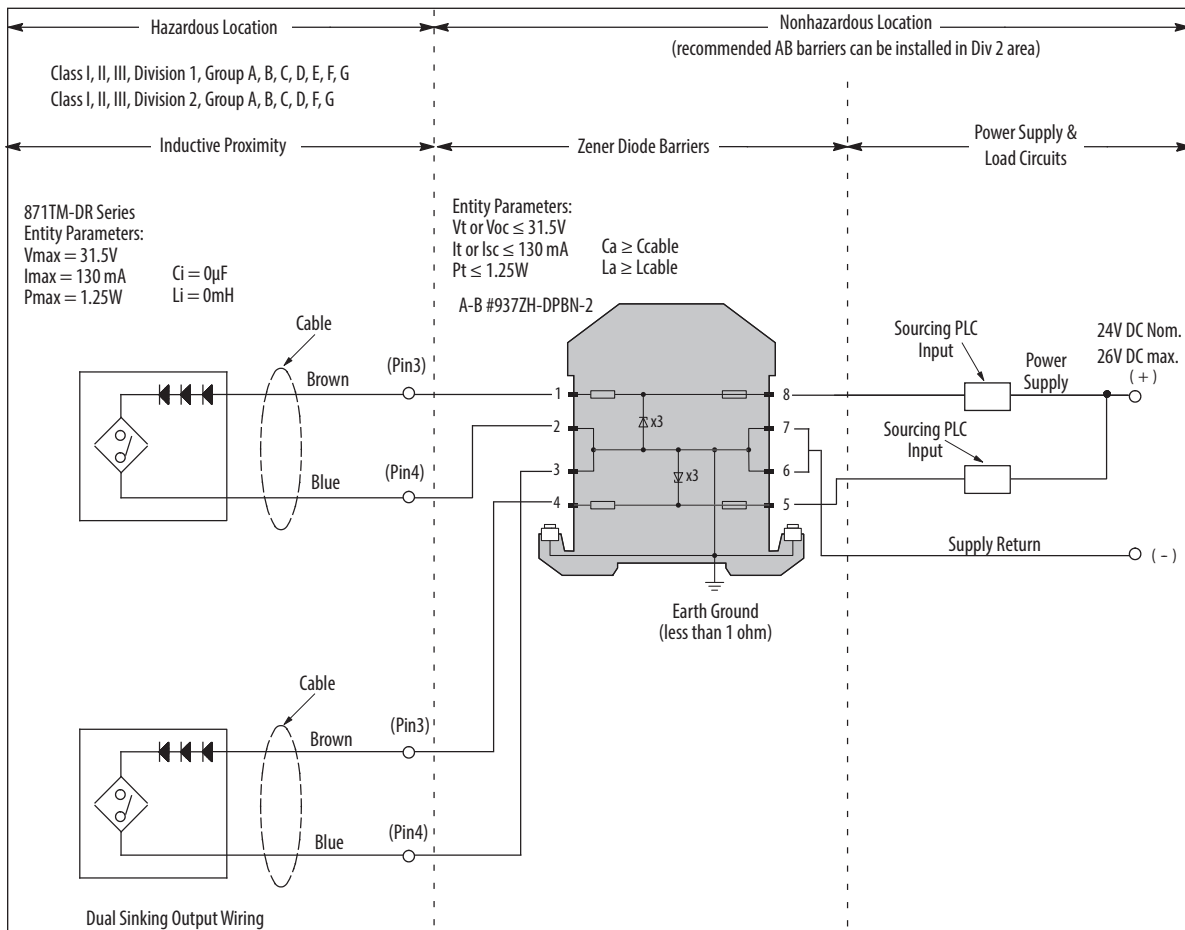 Hazardous Location
Nonhazardous Location
(recommended AB barriers can be installed in Div 2 area)
Class I, II, III, Division 1, Group A, B, C, D, E, F, G
Class I, II, III, Division 2, Group A, B, C, D, F, G
Inductive Proximity
Zener Diode Barriers
Power Supply &
Load Circuits
871TM-DR Series
Entity Parameters:
Vmax = 31.5V
Imax = 130 mA
Pmax = 1.25W
Ci = 0µF
Li = 0mH
Entity Parameters:
Vt or Voc ≤ 31.5V
It or Isc ≤ 130 mA
Pt ≤ 1.25W
Ca ≥ Ccable
La ≥ Lcable
A-B #937ZH-DPBN-2
Cable
Brown
(Pin3)
Blue
(Pin4)
1
2
3
4
x3
x3
8
7
6
5
Sourcing PLC
Input
Power
Supply
24V DC Nom.
26V DC max.
(+)
Sourcing PLC
Input
Supply Return
(-)
Earth Ground
(less than 1 ohm)
Cable
Brown
(Pin3)
Blue
(Pin4)
Dual Sinking Output Wiring